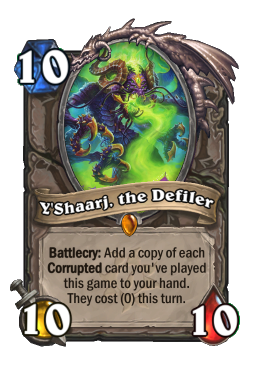 10
Y'Shaarj, the Defiler
Battlecry: Add a copy of each
Corrupted card you've played
this game to your hand.
They cost (0) this turn.
10
10